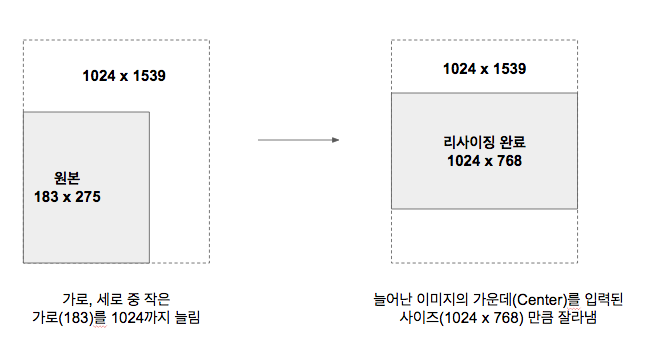 1024 x 1539
원본
183 x 275
가로, 세로 중 작은
가로(183)를 1024까지 늘림
1024 x 1539
리사이징 완료
1024 x 768
늘어난 이미지의 가운데(Center)를 입력된
사이즈(1024 x 768) 만큼 잘라냄